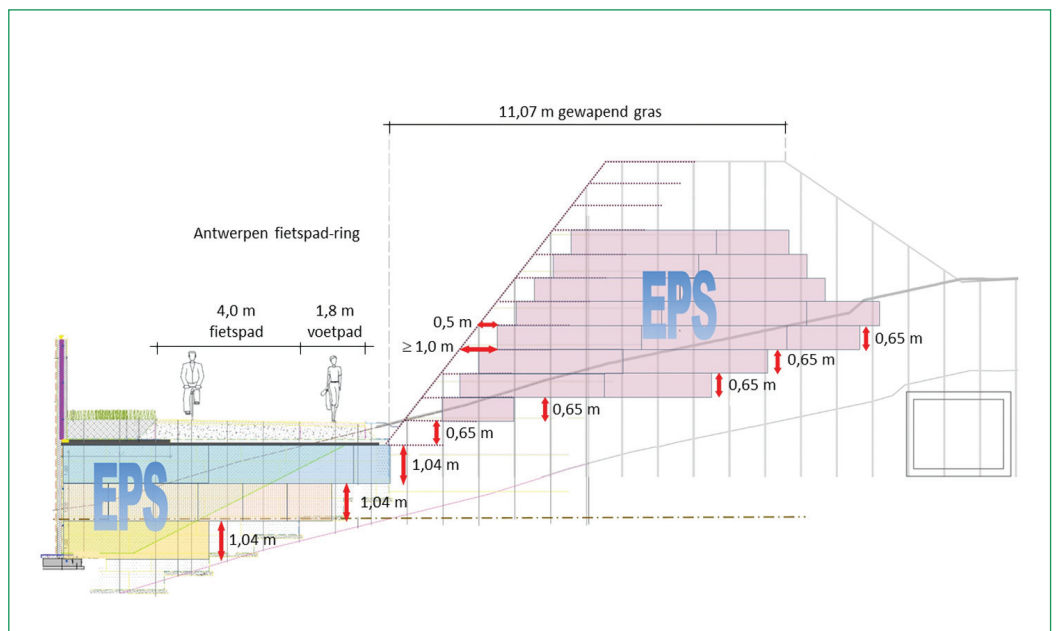 11,07 m gewapend gras
Antwerpen fietspad-ring
4,0 m
fietspad
1,8 m
voetpad
EPS
0,5 m
≥ 1,0 m
0,65 m
0,65 m
0,65 m
0,65 m
0,65 m
1,04 m
EPS
1,04 m
1,04 m